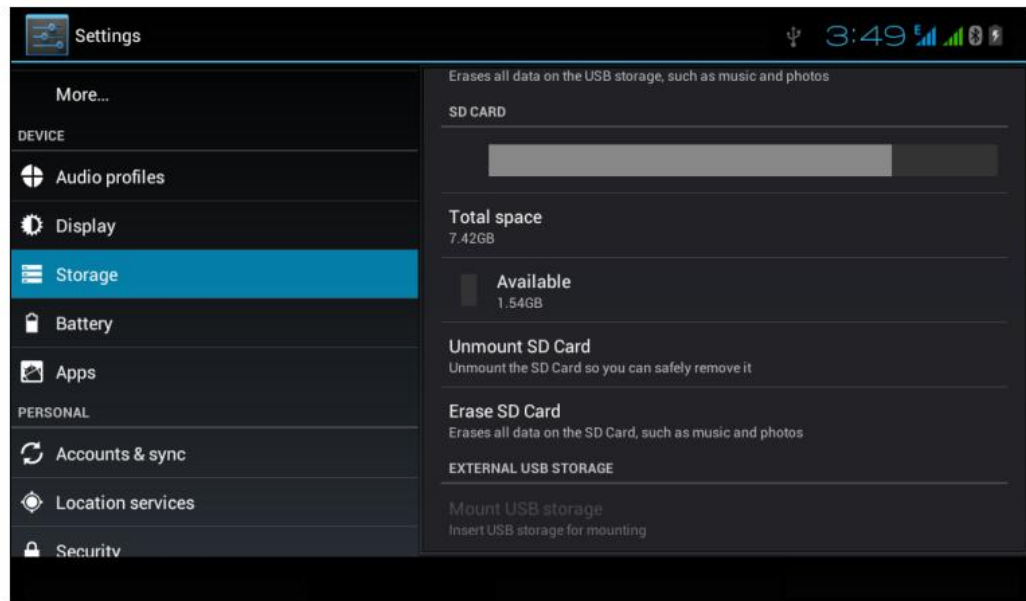 Settings
3:49
E
More...
DEVICE
Audio profiles
Display
Storage
Battery
Apps
PERSONAL
Accounts & sync
Location services
Security
Erases all data on the USB storage, such as music and photos
SD CARD
Total space
7.42GB
Available
1.54GB
Unmount SD Card
Unmount the SD Card so you can safely remove it
Erase SD Card
Erases all data on the SD Card, such as music and photos
EXTERNAL USB STORAGE
Mount USB storage
Insert USB storage for mounting